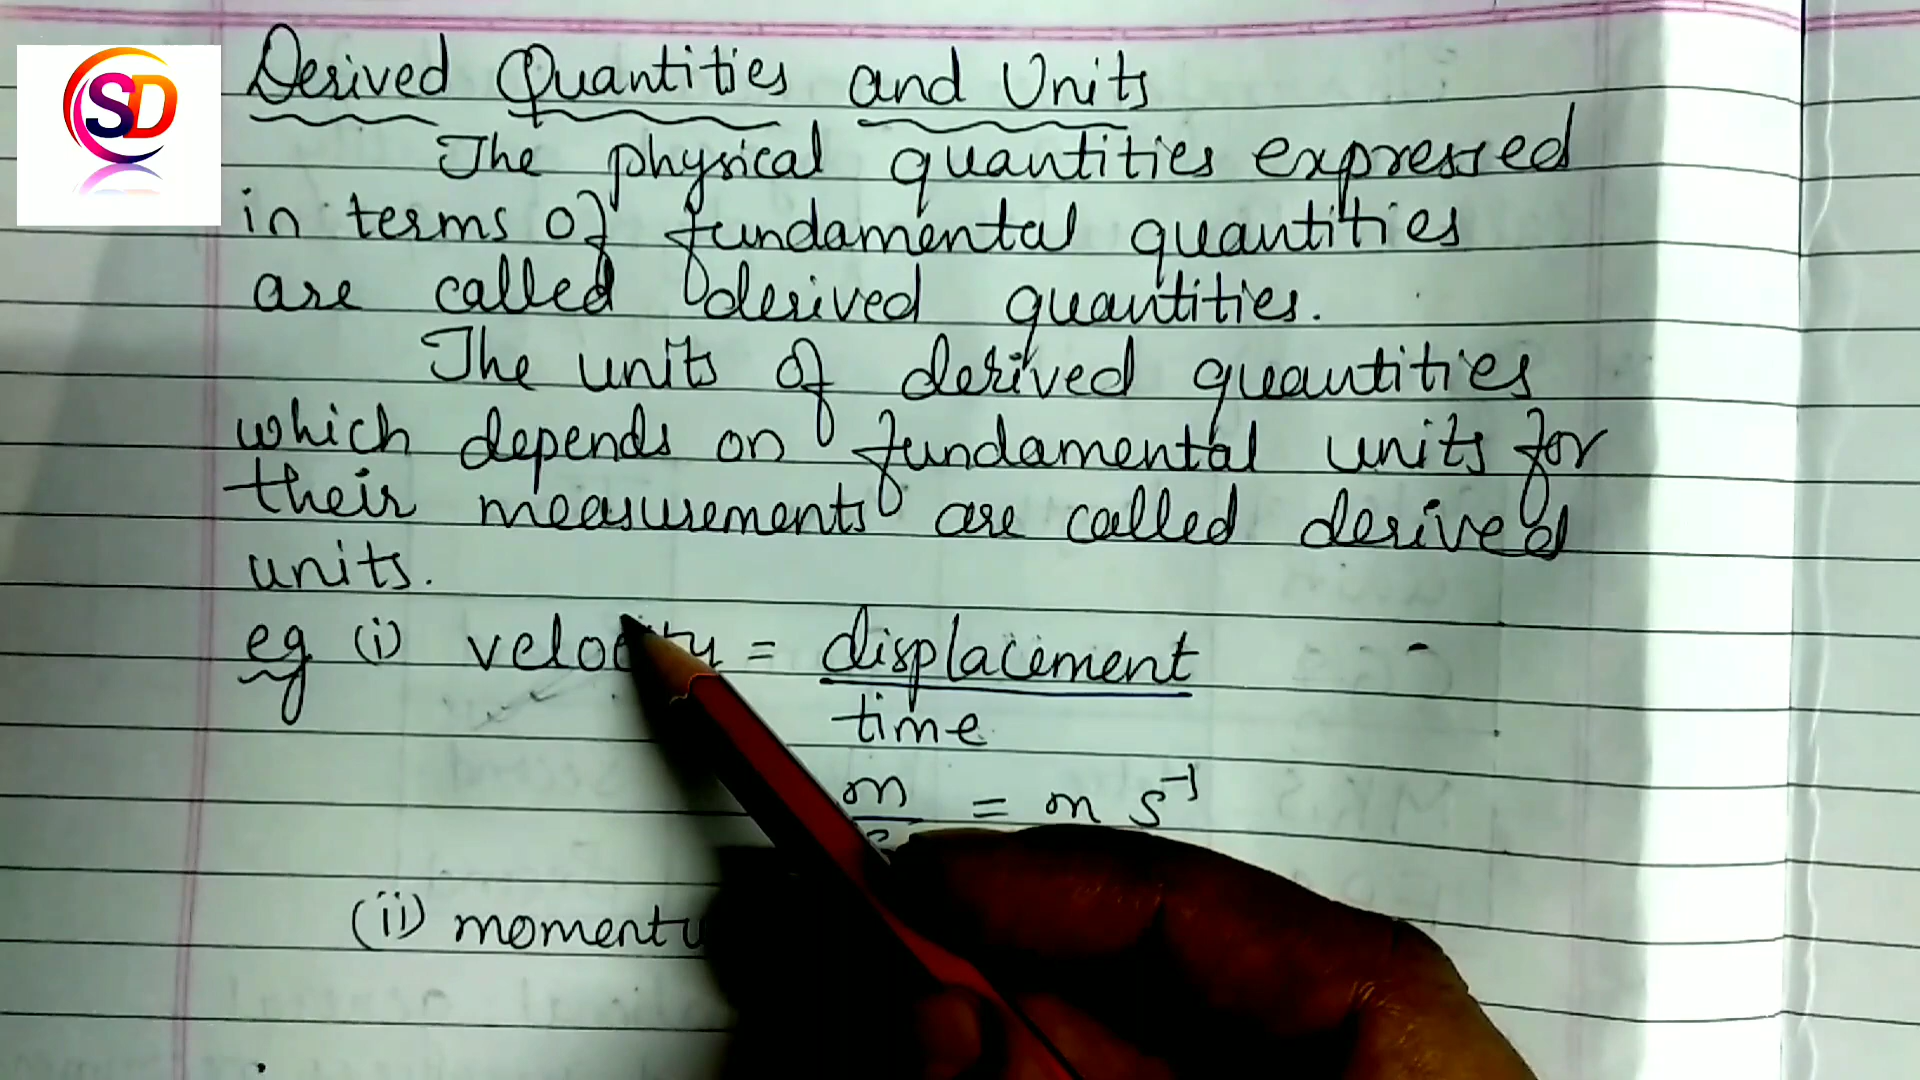 SD
Derived Quantities and Units
The physical quantities expressed
in terms of fundamental quantities
are called derived quantities.
The units of derived quantities
which depends on fundamental units for
their measurements are called derived
units.
eg (i) velocity = displacement
time
m = m s⁻¹
(ii)